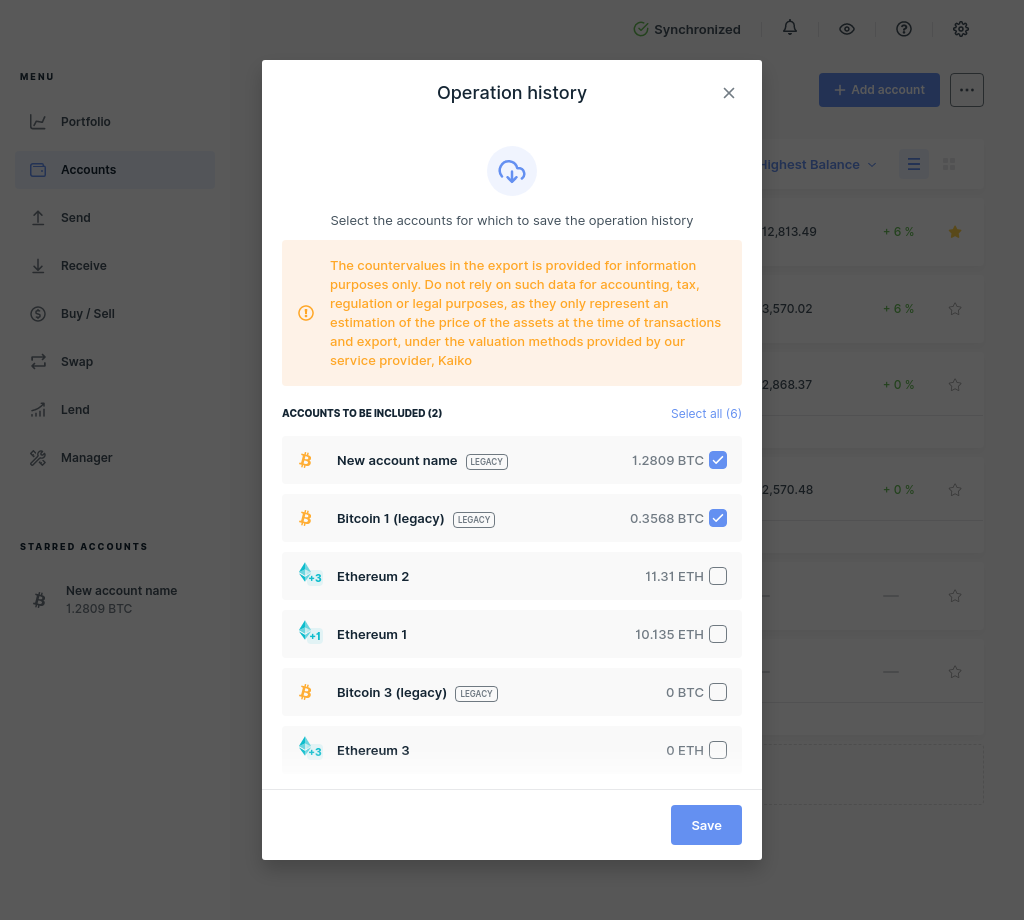 Synchronized
MENU
Portfolio
Accounts
Send
Receive
Buy / Sell
Swap
Lend
Manager
STARRED ACCOUNTS
New account name
1.2809 BTC
+ Add account
Highest Balance
12,813.49 + 6 %
3,570.02 + 6 %
2,868.37 + 0 %
2,570.48 + 0 %
— —
— —
Operation history
Select the accounts for which to save the operation history
The countervalues in the export is provided for information
purposes only. Do not rely on such data for accounting, tax,
regulation or legal purposes, as they only represent an
estimation of the price of the assets at the time of transactions
and export, under the valuation methods provided by our
service provider, Kaiko
ACCOUNTS TO BE INCLUDED (2) Select all (6)
New account name LEGACY 1.2809 BTC
Bitcoin 1 (legacy) LEGACY 0.3568 BTC
+3 Ethereum 2 11.31 ETH
+1 Ethereum 1 10.135 ETH
Bitcoin 3 (legacy) LEGACY 0 BTC
+3 Ethereum 3 0 ETH
Save